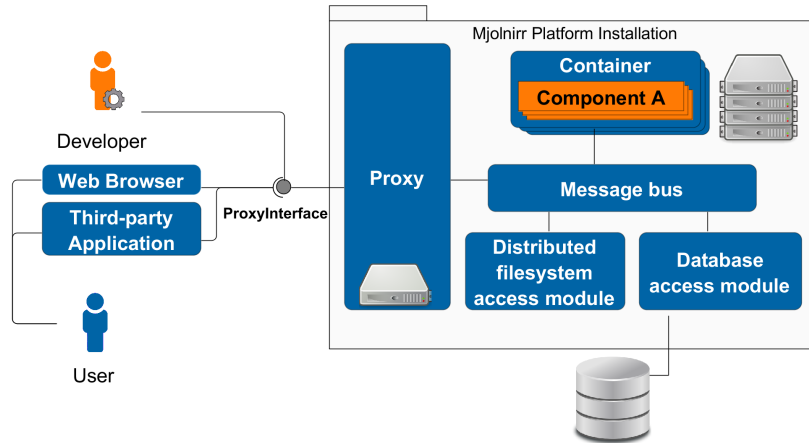 Mjolnirr Platform Installation
Container
Component A
Developer
Web Browser
Third-party
Application
ProxyInterface
Proxy
Message bus
Distributed
filesystem
access module
Database
access module
User